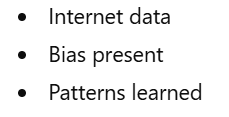 • Internet data
• Bias present
• Patterns learned